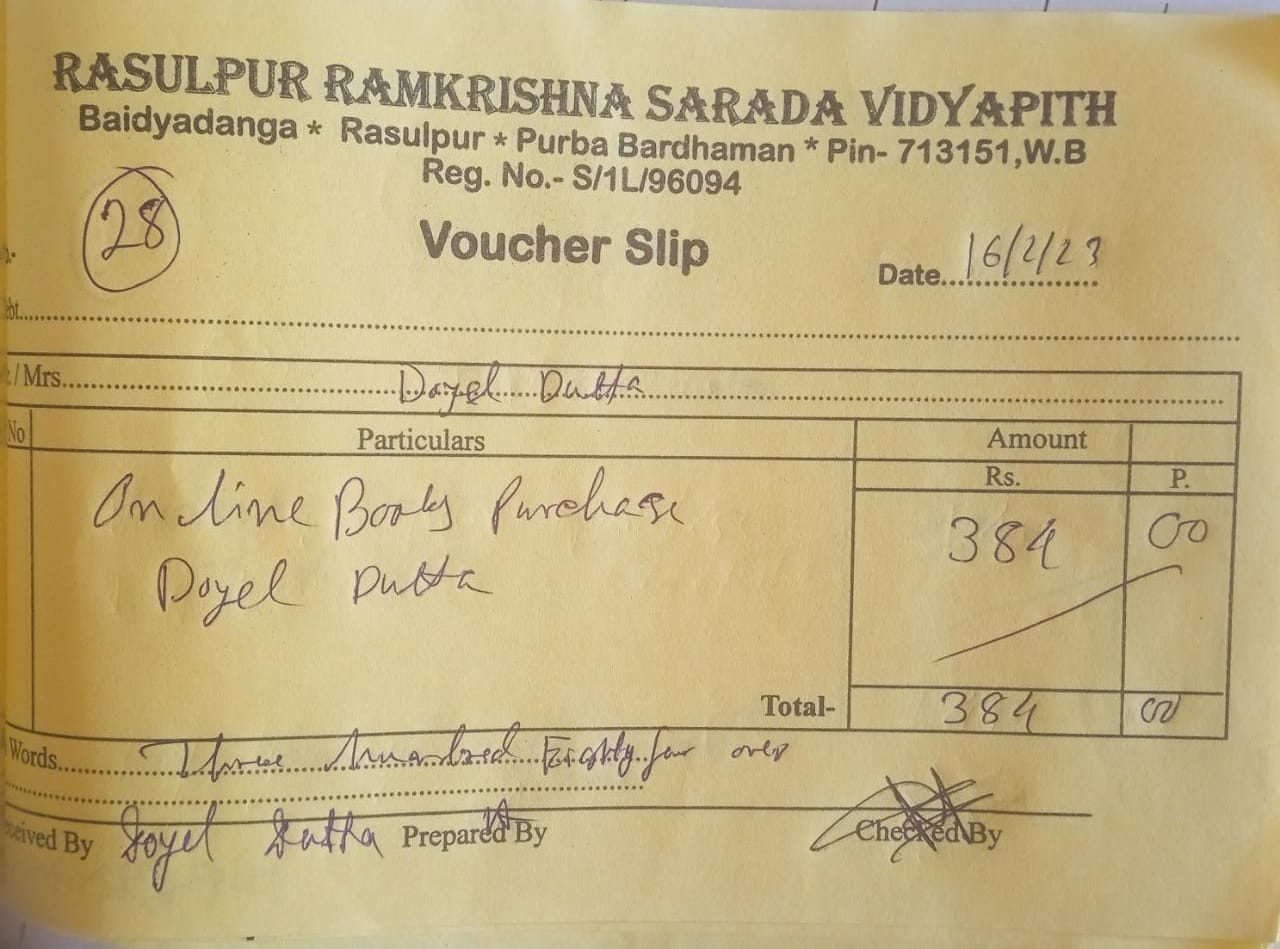 RASULPUR RAMKRISHNA SARADA VIDYAPITH
Baidyadanga * Rasulpur * Purba Bardhaman * Pin- 713151,W.B
Reg. No.- S/1L/96094
28
Voucher Slip
Date....16/2/23
/ Mrs. Doyel Dutta
No Particulars Amount
Rs. P.
On line Books Purchase 384 00
Doyel Dutta
Total- 384 00
Words. Three hundred Eighty four only
eived By Doyel Dutta Prepared By Checked By